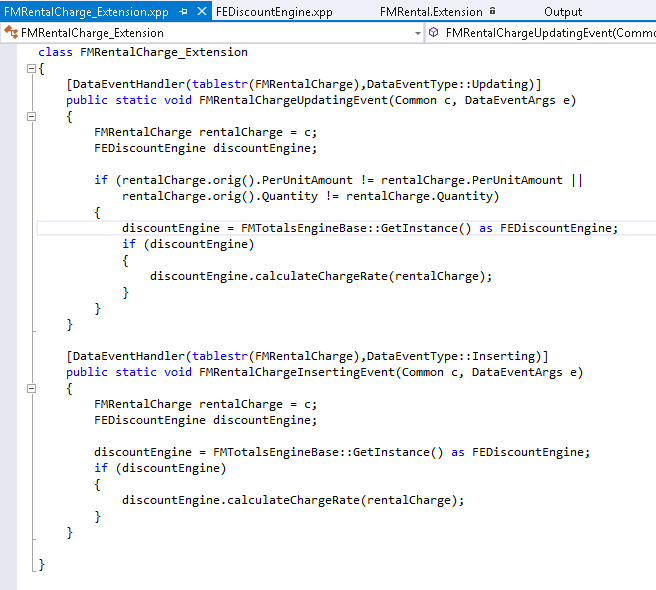 FMRentalCharge_Extension.xpp FEDiscountEngine.xpp FMRental.Extension Output
FMRentalCharge_Extension FMRentalChargeUpdatingEvent(Commo
class FMRentalCharge_Extension
{
[DataEventHandler(tablestr(FMRentalCharge),DataEventType::Updating)]
public static void FMRentalChargeUpdatingEvent(Common c, DataEventArgs e)
{
FMRentalCharge rentalCharge = c;
FEDiscountEngine discountEngine;
if (rentalCharge.orig().PerUnitAmount != rentalCharge.PerUnitAmount ||
rentalCharge.orig().Quantity != rentalCharge.Quantity)
{
discountEngine = FMTotalsEngineBase::GetInstance() as FEDiscountEngine;
if (discountEngine)
{
discountEngine.calculateChargeRate(rentalCharge);
}
}
}
[DataEventHandler(tablestr(FMRentalCharge),DataEventType::Inserting)]
public static void FMRentalChargeInsertingEvent(Common c, DataEventArgs e)
{
FMRentalCharge rentalCharge = c;
FEDiscountEngine discountEngine;
discountEngine = FMTotalsEngineBase::GetInstance() as FEDiscountEngine;
if (discountEngine)
{
discountEngine.calculateChargeRate(rentalCharge);
}
}
}